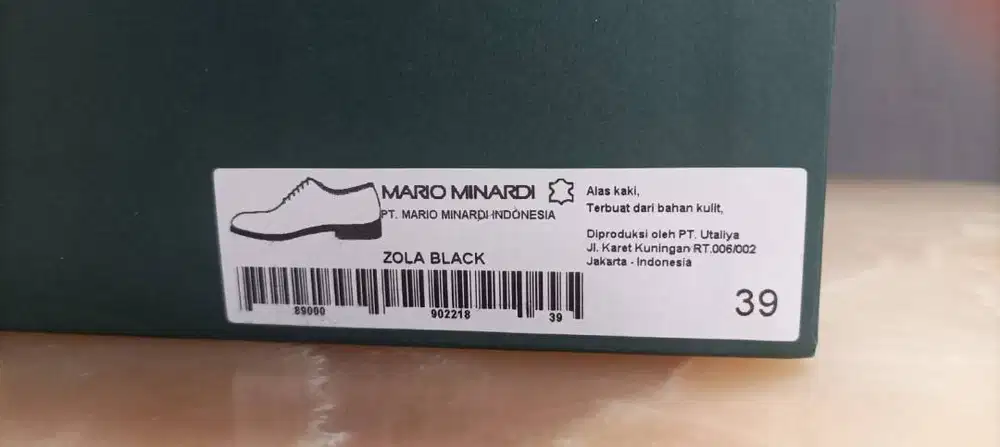 MARIO MINARDI
PT. MARIO MINARDI INDONESIA
ZOLA BLACK
89000 902218 39
Alas kaki,
Terbuat dari bahan kulit,
Diproduksi oleh PT. Utaliya
Jl. Karet Kuningan RT.006/002
Jakarta - Indonesia
39